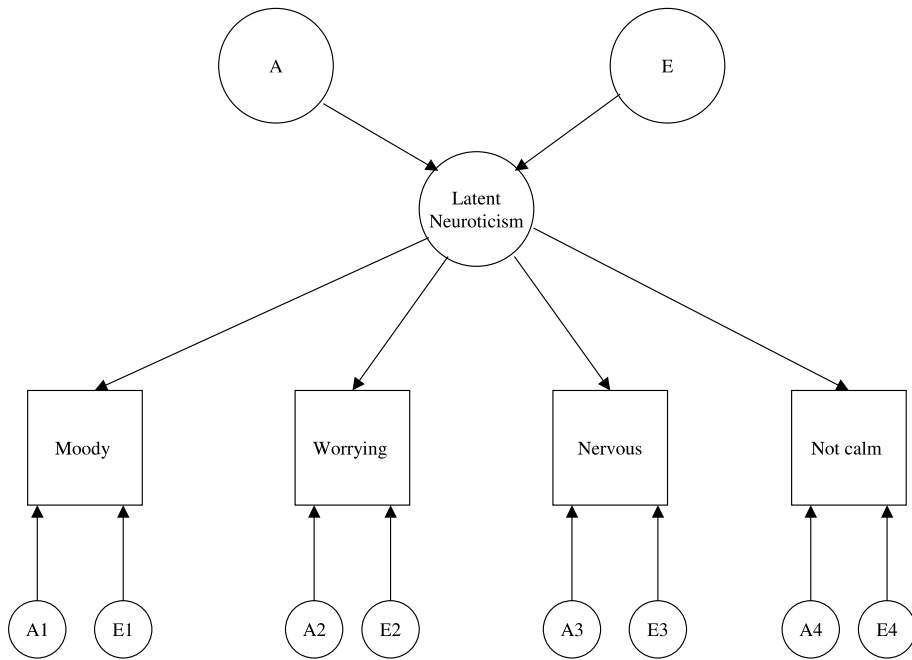 A
E
Latent
Neuroticism
Moody
Worrying
Nervous
Not calm
A1
E1
A2
E2
A3
E3
A4
E4